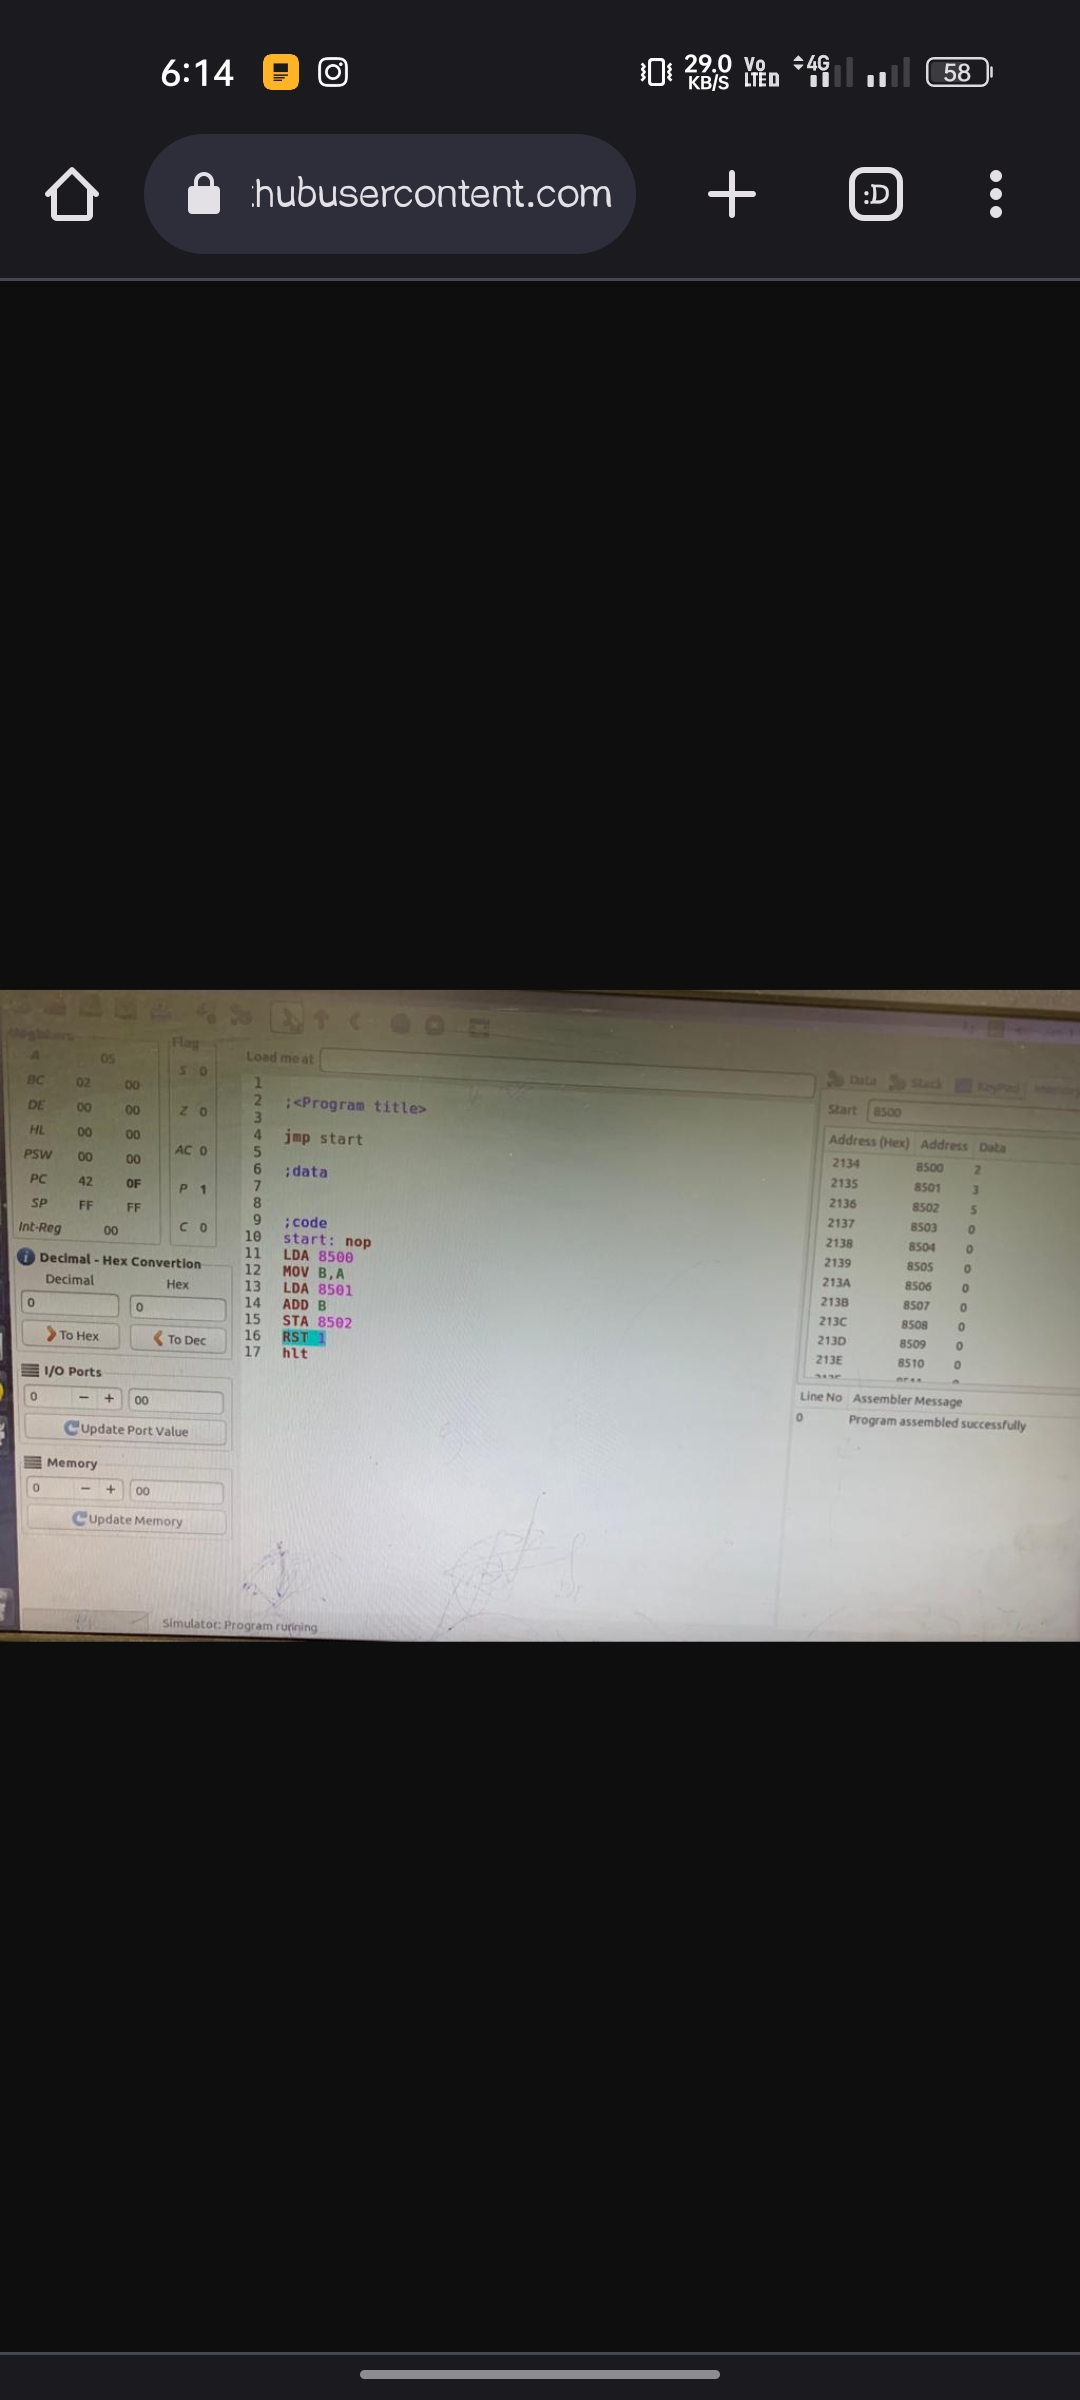 6:14
29.0 KB/S
Vo LTE
4G
58
:hubusercontent.com
:D
Registers
A 05
BC 02 00
DE 00 00
HL 00 00
PSW 00 00
PC 42 0F
SP FF FF
Int-Reg 00
Flag
S 0
Z 0
AC 0
P 1
C 0
Decimal - Hex Convertion
Decimal Hex
0 0
To Hex To Dec
I/O Ports
0 - + 00
Update Port Value
Memory
0 - + 00
Update Memory
Load me at
1
2 ;<Program title>
3
4 jmp start
5
6 ;data
7
8
9 ;code
10 start: nop
11 LDA 8500
12 MOV B,A
13 LDA 8501
14 ADD B
15 STA 8502
16 RST 1
17 hlt
Simulator: Program running
Data Stack KeyPad
Start 8500
Address (Hex) Address Data
2134 8500 2
2135 8501 3
2136 8502 5
2137 8503 0
2138 8504 0
2139 8505 0
213A 8506 0
213B 8507 0
213C 8508 0
213D 8509 0
213E 8510 0
Line No Assembler Message
0 Program assembled successfully